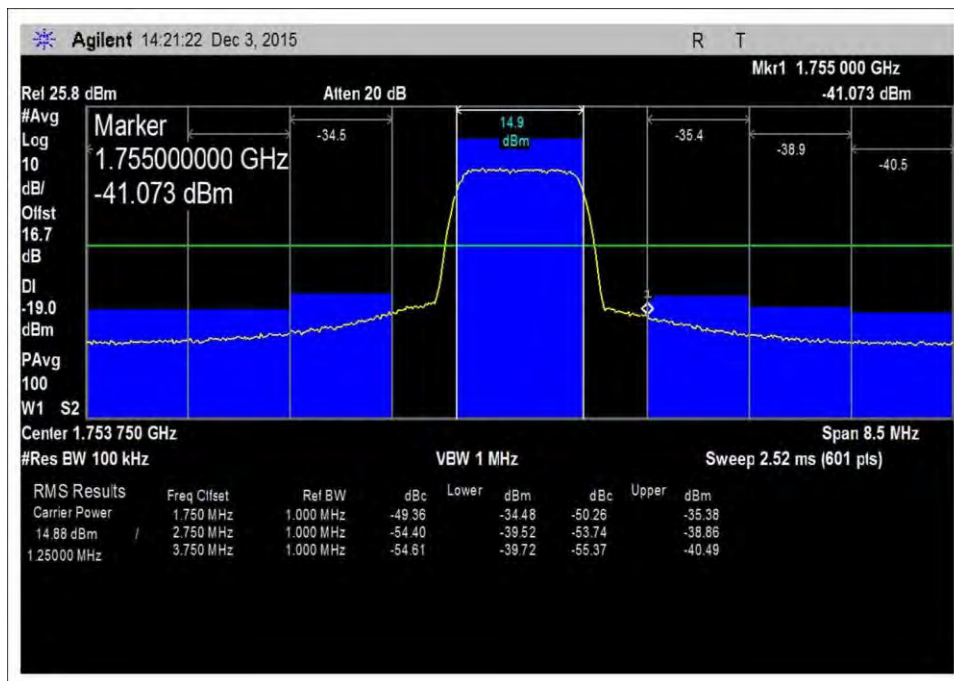 Agilent 14:21:22 Dec 3, 2015 R T
Mkr1 1.755 000 GHz
Ref 25.8 dBm Atten 20 dB -41.073 dBm
#Avg
Log
10
dB/
Offst
16.7
dB
DI
-19.0
dBm
PAvg
100
W1 S2
Marker
1.755000000 GHz
-41.073 dBm
-34.5
14.9
dBm
-35.4
-38.9
-40.5
1
Center 1.753 750 GHz Span 8.5 MHz
#Res BW 100 kHz VBW 1 MHz Sweep 2.52 ms (601 pts)
RMS Results Freq Offset Ref BW dBc Lower dBm dBc Upper dBm
Carrier Power 1.750 MHz 1.000 MHz -49.36 -34.48 -50.26 -35.38
14.88 dBm / 2.750 MHz 1.000 MHz -54.40 -39.52 -53.74 -38.86
1.25000 MHz 3.750 MHz 1.000 MHz -54.61 -39.72 -55.37 -40.49